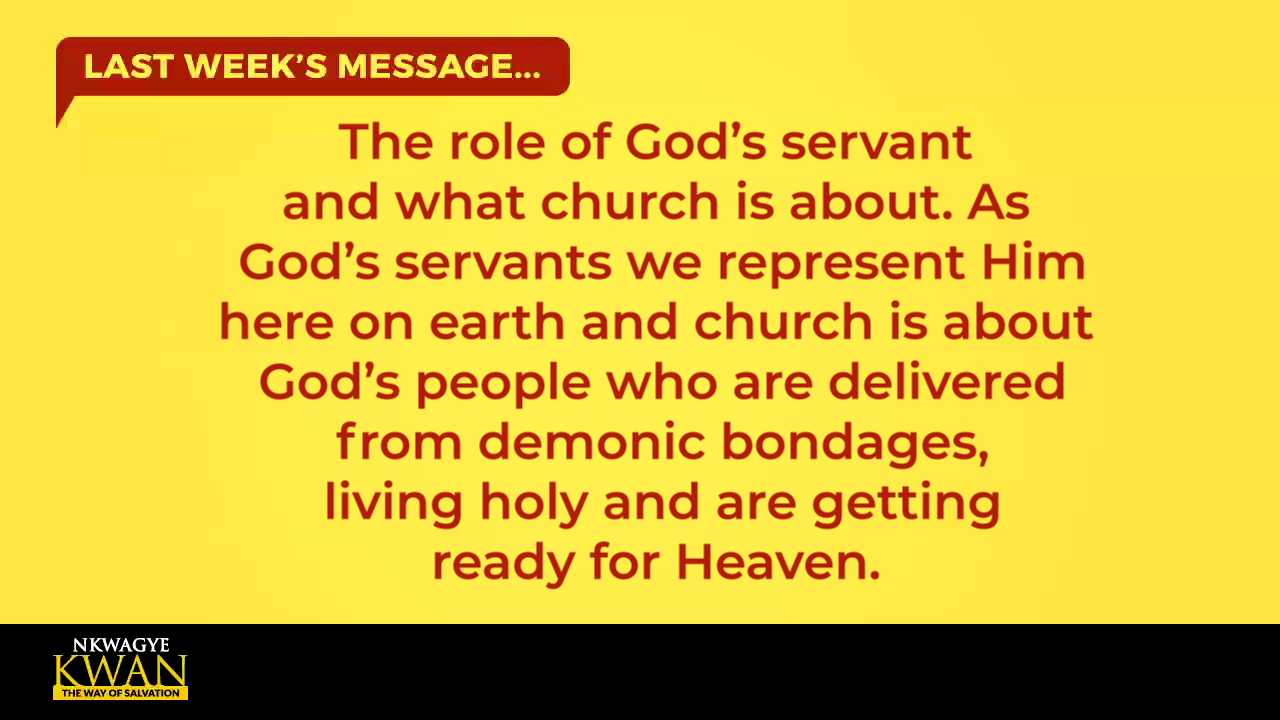 LAST WEEK'S MESSAGE...
The role of God's servant
and what church is about. As
God's servants we represent Him
here on earth and church is about
God's people who are delivered
from demonic bondages,
living holy and are getting
ready for Heaven.
NKWAGYE
KWAN
THE WAY OF SALVATION